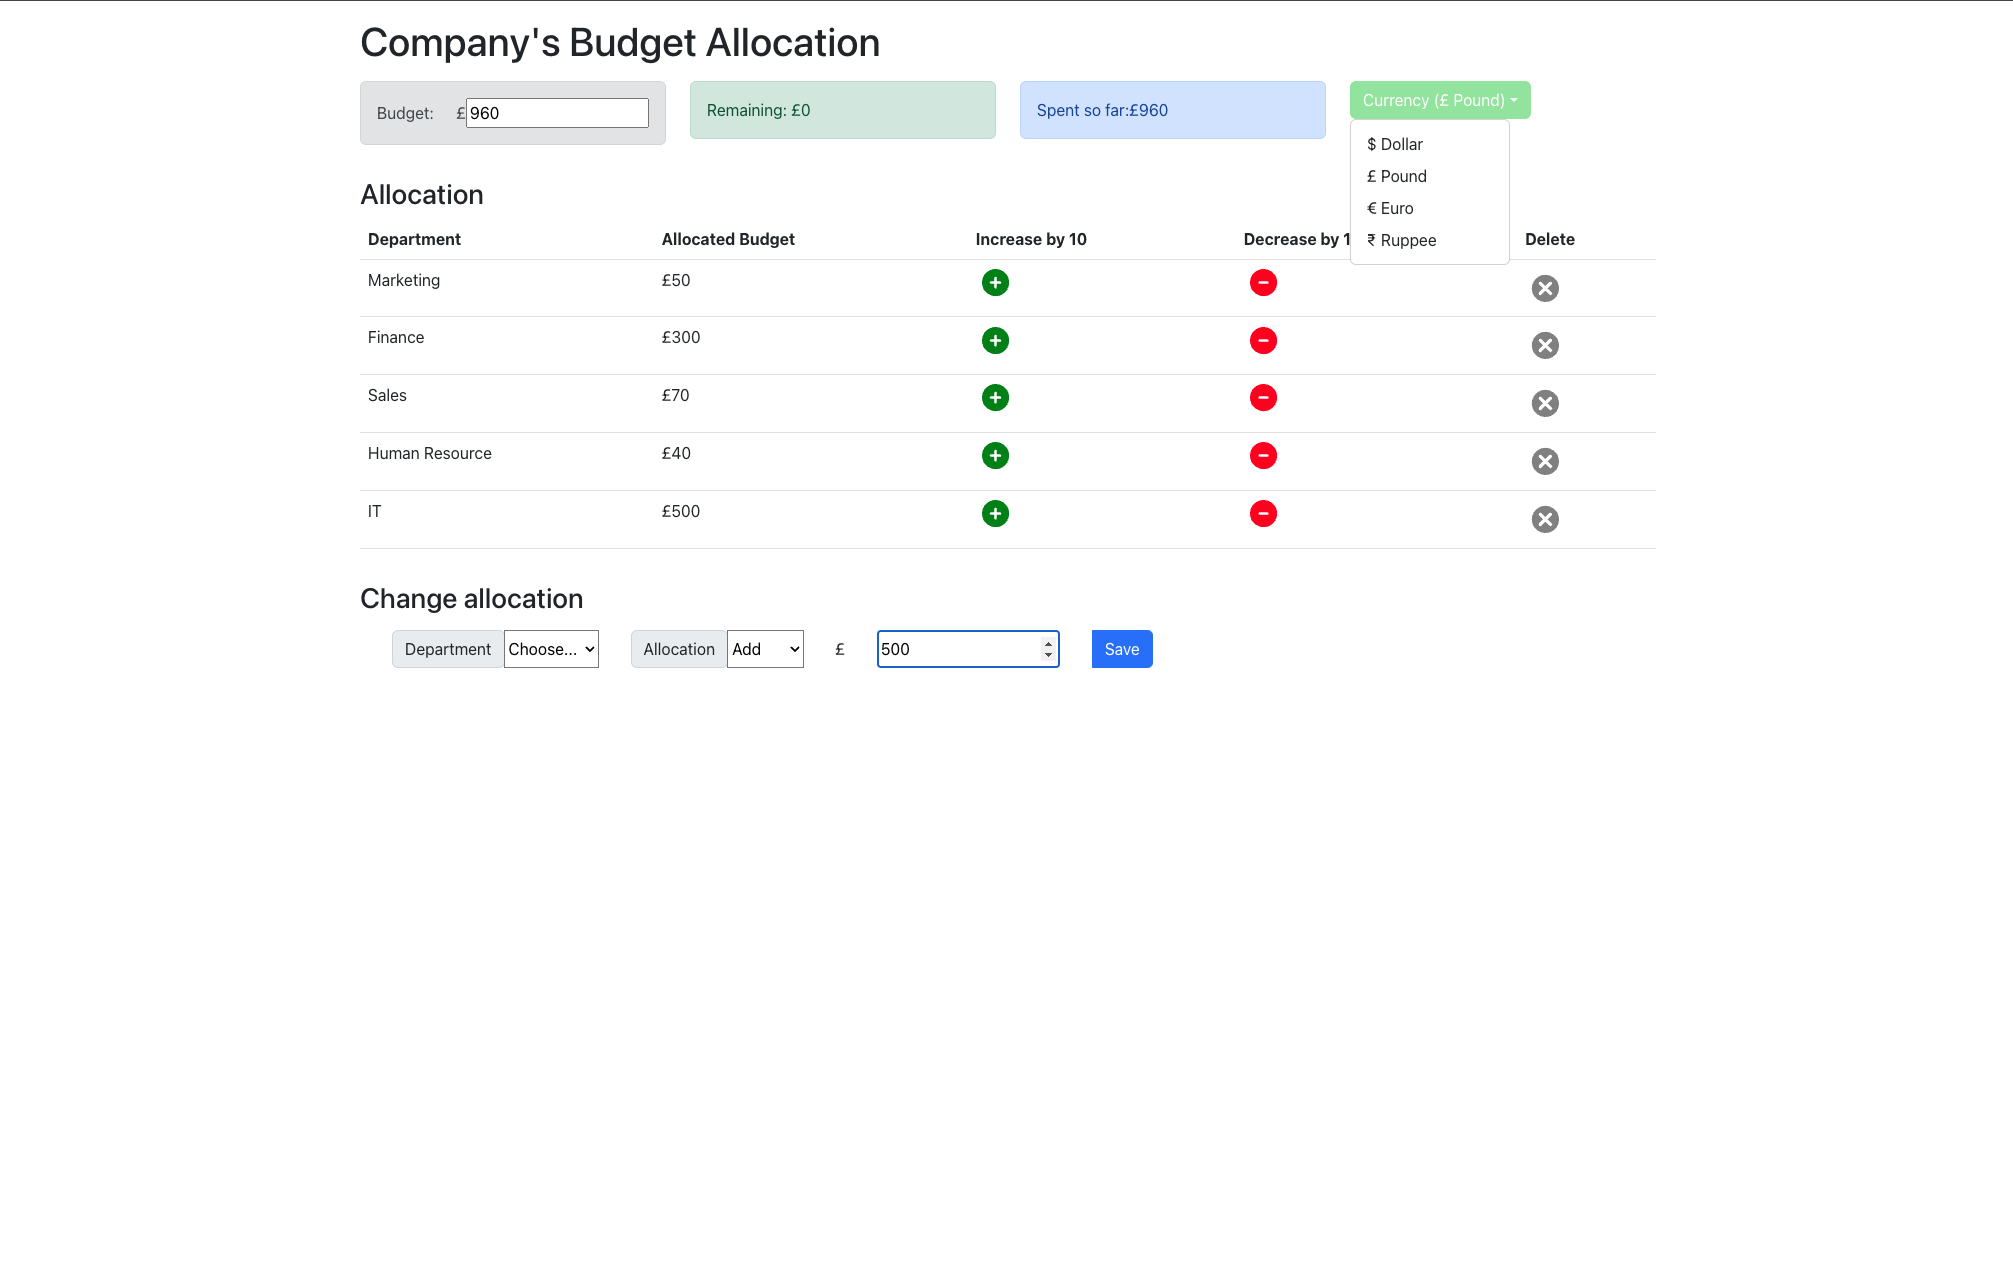 Company's Budget Allocation
Budget: £960
Remaining: £0
Spent so far:£960
Currency (£ Pound)
$ Dollar
£ Pound
€ Euro
₹ Ruppee
Allocation
Department Allocated Budget Increase by 10 Decrease by 1 Delete
Marketing £50
Finance £300
Sales £70
Human Resource £40
IT £500
Change allocation
Department Choose... Allocation Add £ 500 Save